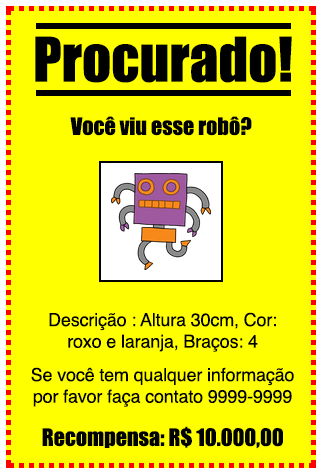 Procurado!
Você viu esse robô?
Descrição : Altura 30cm, Cor:
roxo e laranja, Braços: 4
Se você tem qualquer informação
por favor faça contato 9999-9999
Recompensa: R$ 10.000,00